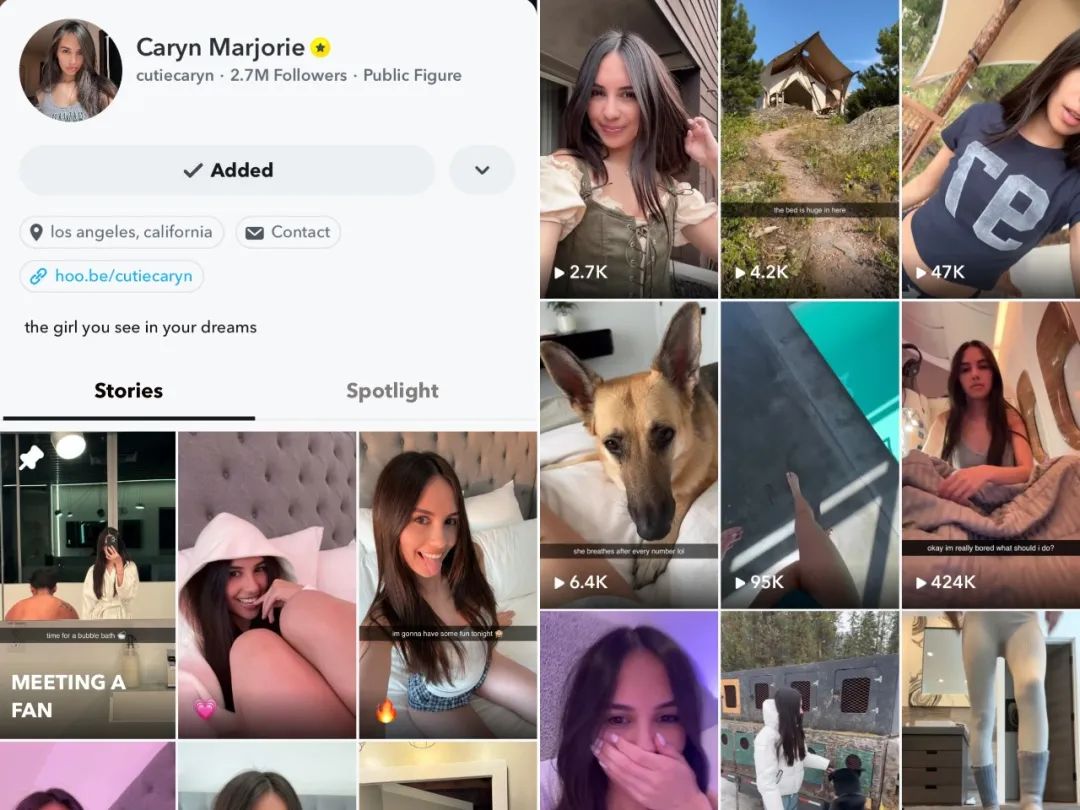 Caryn Marjorie
cutiecaryn · 2.7M Followers · Public Figure
Added
los angeles, california
Contact
hoo.be/cutiecaryn
the girl you see in your dreams
Stories
Spotlight
time for a bubble bath
MEETING A
FAN
im gonna have some fun tonight
2.7K
the bed is huge in here
4.2K
re
47K
she breathes after every number lol
6.4K
95K
okay im really bored what should i do?
424K